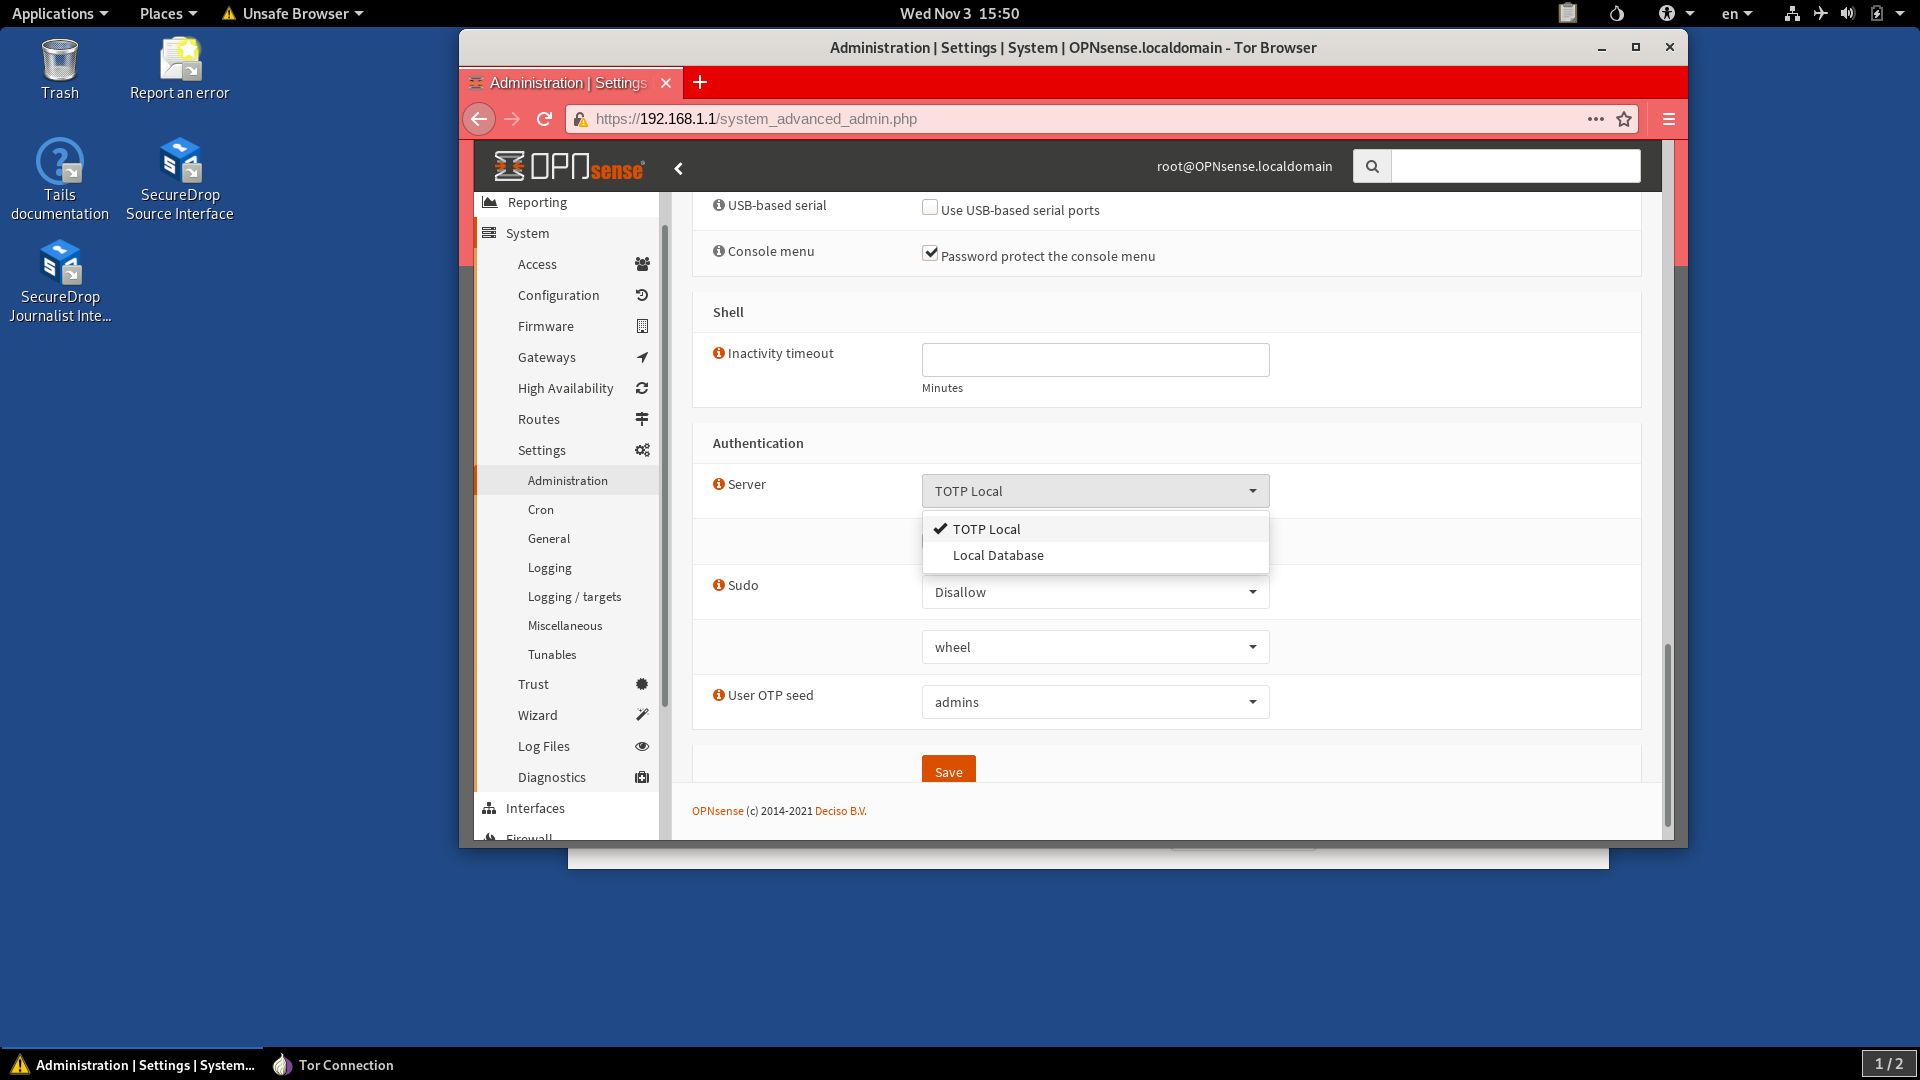 Applications
Places
Unsafe Browser
Wed Nov 3 15:50
en
Trash
Report an error
Tails documentation
SecureDrop Source Interface
SecureDrop Journalist Inte...
Administration | Settings | System | OPNsense.localdomain - Tor Browser
Administration | Settings
https://192.168.1.1/system_advanced_admin.php
OPNsense
root@OPNsense.localdomain
Reporting
System
Access
Configuration
Firmware
Gateways
High Availability
Routes
Settings
Administration
Cron
General
Logging
Logging / targets
Miscellaneous
Tunables
Trust
Wizard
Log Files
Diagnostics
Interfaces
Firewall
USB-based serial
Use USB-based serial ports
Console menu
Password protect the console menu
Shell
Inactivity timeout
Minutes
Authentication
Server
TOTP Local
TOTP Local
Local Database
Sudo
Disallow
wheel
User OTP seed
admins
Save
OPNsense (c) 2014-2021 Deciso B.V.
Administration | Settings | System...
Tor Connection
1 / 2